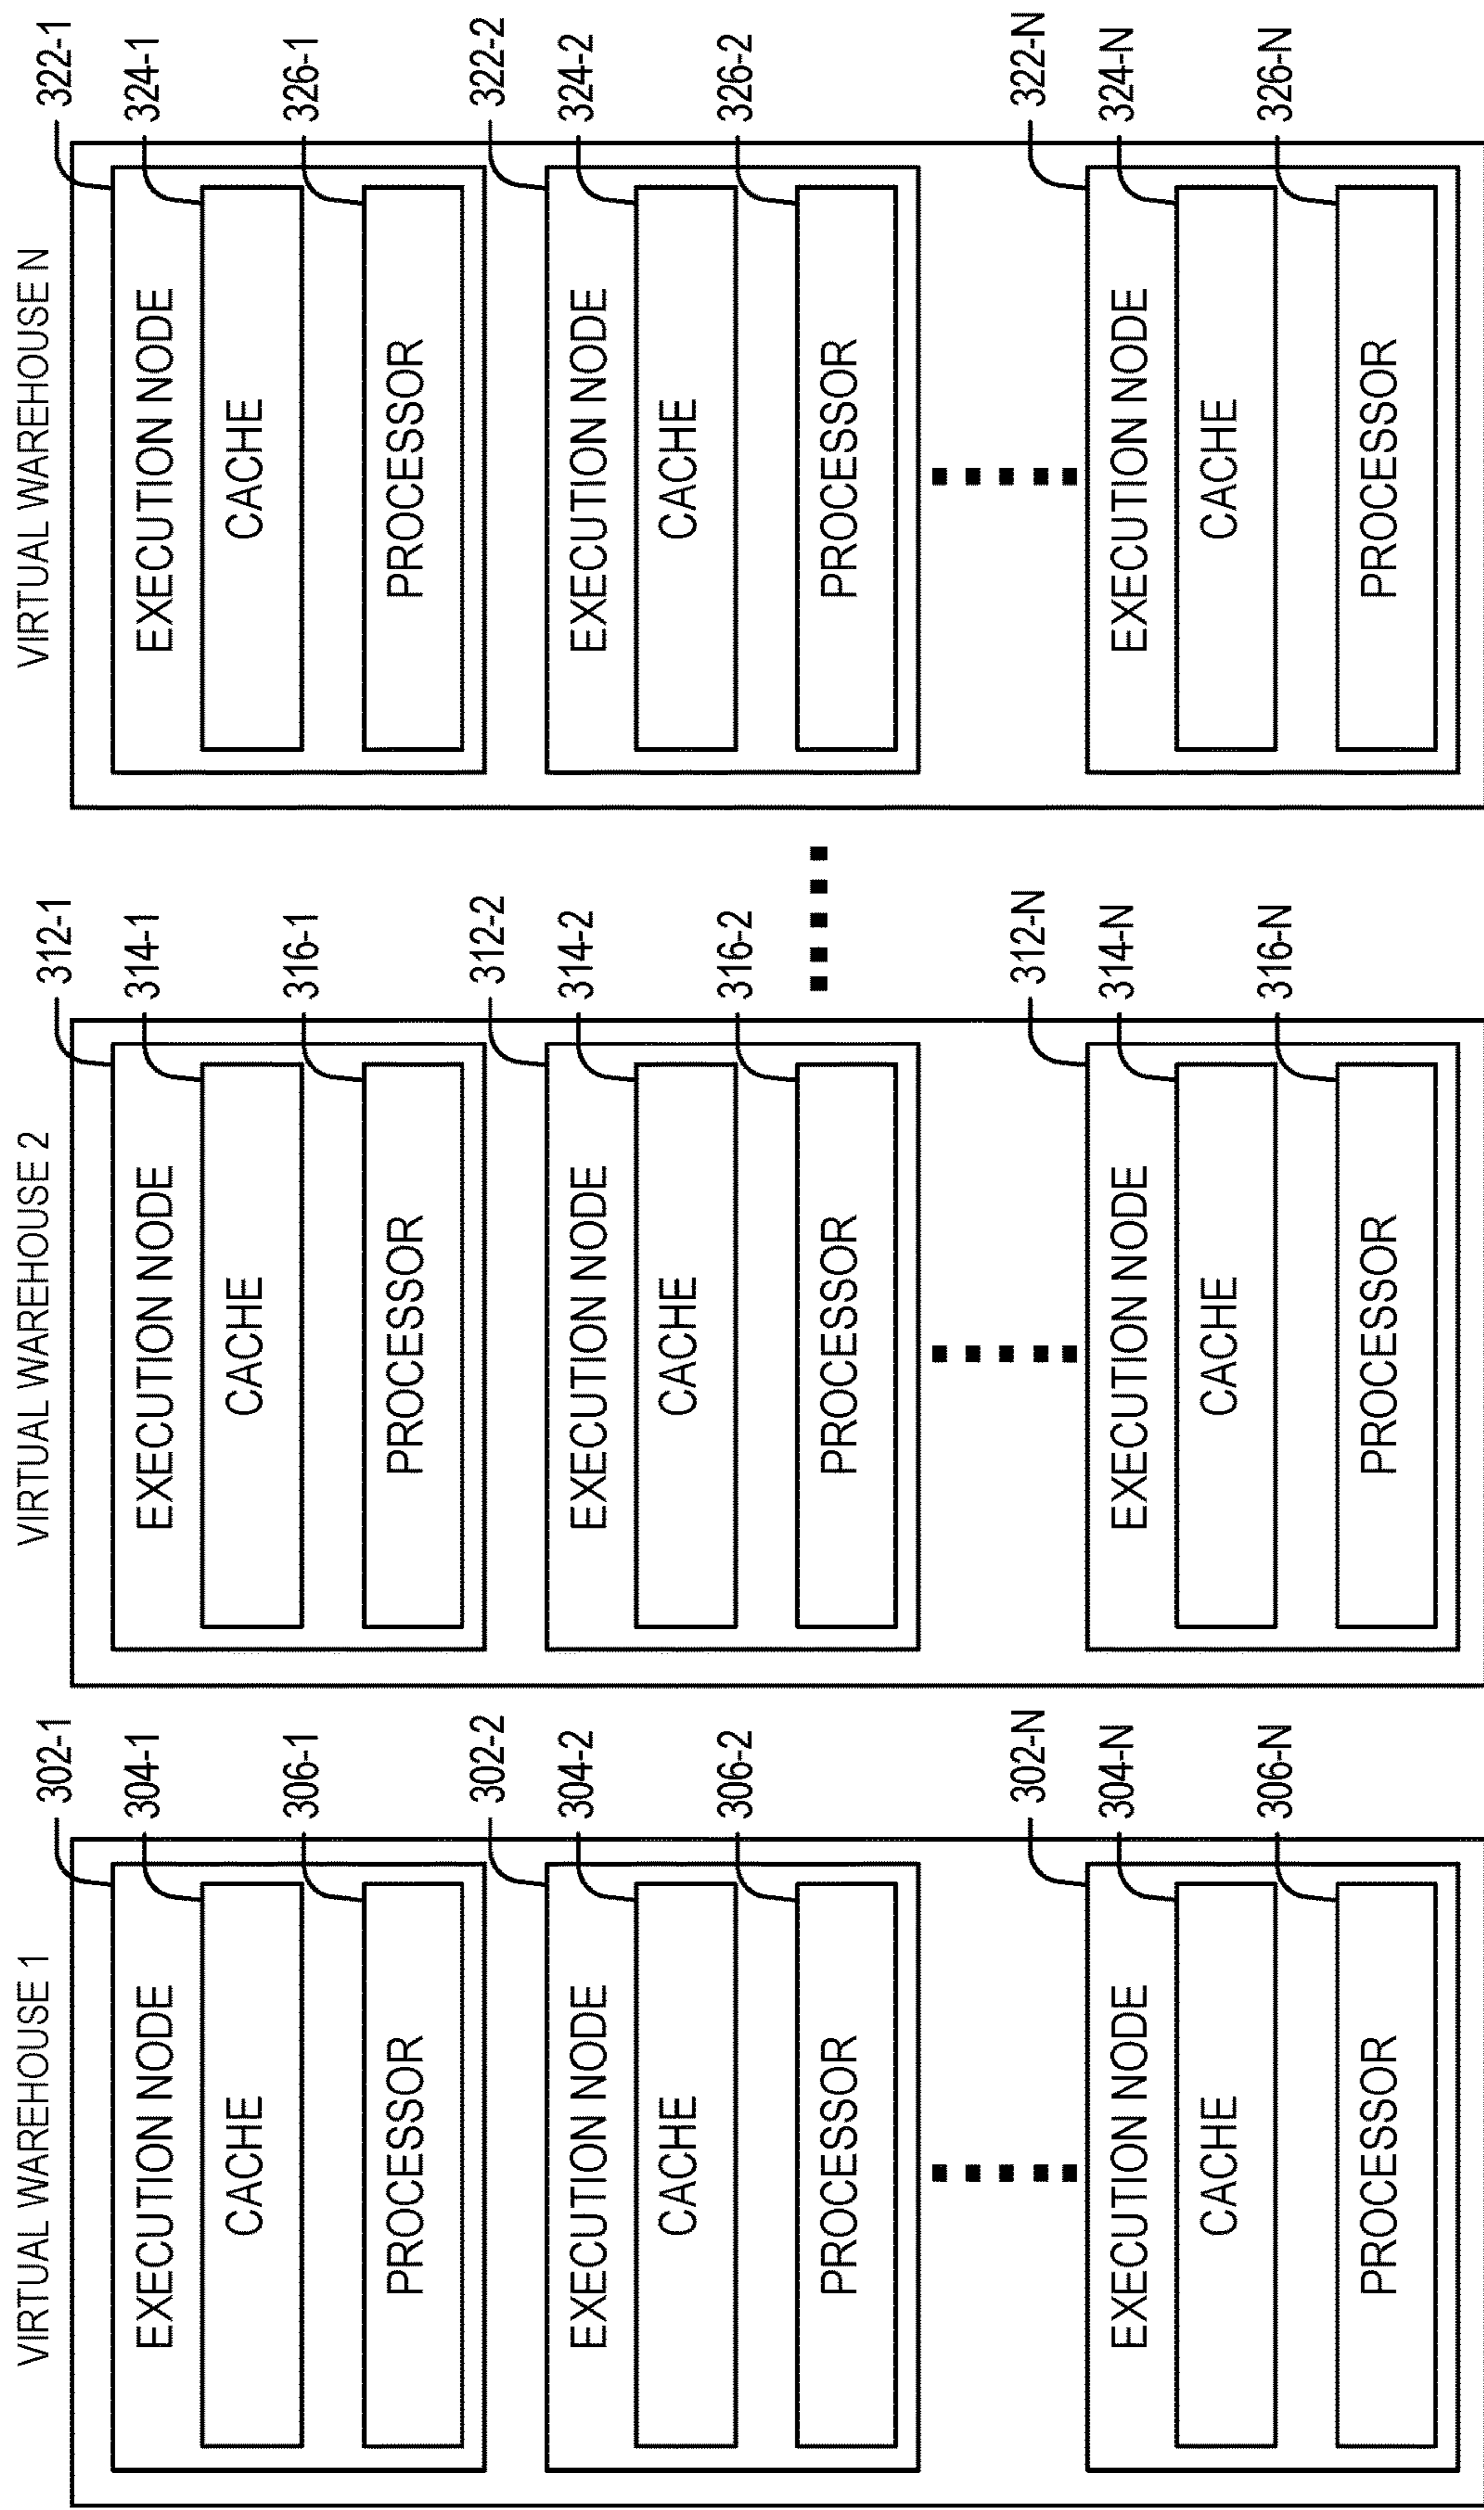 VIRTUAL WAREHOUSE 1
302-1
EXECUTION NODE
304-1
CACHE
306-1
PROCESSOR
302-2
EXECUTION NODE
304-2
CACHE
306-2
PROCESSOR
302-N
EXECUTION NODE
304-N
CACHE
306-N
PROCESSOR
VIRTUAL WAREHOUSE 2
312-1
EXECUTION NODE
314-1
CACHE
316-1
PROCESSOR
312-2
EXECUTION NODE
314-2
CACHE
316-2
PROCESSOR
312-N
EXECUTION NODE
314-N
CACHE
316-N
PROCESSOR
VIRTUAL WAREHOUSE N
322-1
EXECUTION NODE
324-1
CACHE
326-1
PROCESSOR
322-2
EXECUTION NODE
324-2
CACHE
326-2
PROCESSOR
322-N
EXECUTION NODE
324-N
CACHE
326-N
PROCESSOR